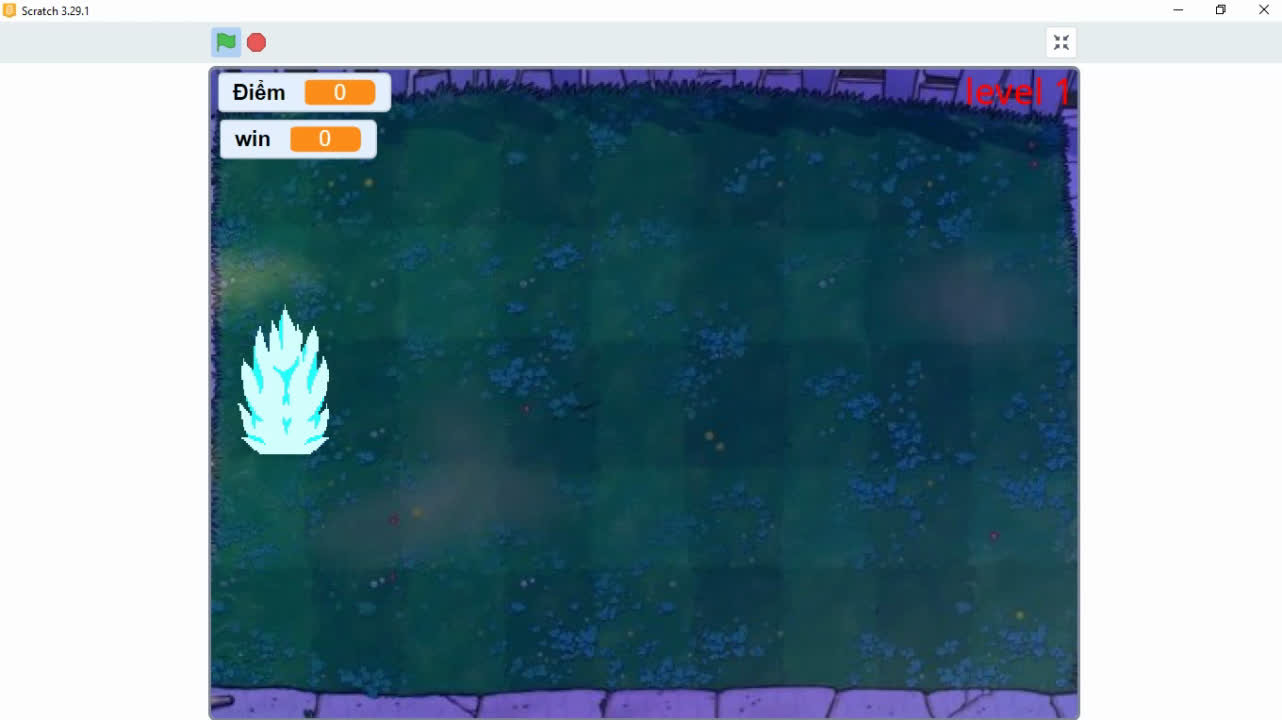 Scratch 3.29.1
Điểm 0
level 1
win 0